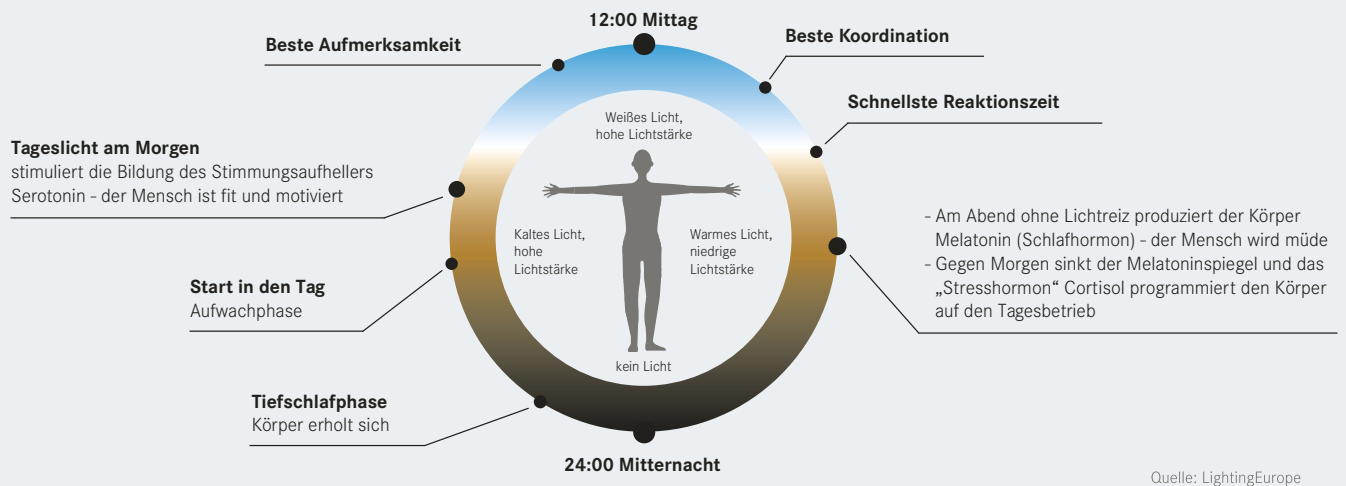 12:00 Mittag
Beste Aufmerksamkeit
Beste Koordination
Schnellste Reaktionszeit
Tageslicht am Morgen
stimuliert die Bildung des Stimmungsaufhellers
Serotonin - der Mensch ist fit und motiviert
Weißes Licht,
hohe Lichtstärke
Kaltes Licht,
hohe
Lichtstärke
Warmes Licht,
niedrige
Lichtstärke
kein Licht
- Am Abend ohne Lichtreiz produziert der Körper
Melatonin (Schlafhormon) - der Mensch wird müde
- Gegen Morgen sinkt der Melatoninspiegel und das
„Stresshormon“ Cortisol programmiert den Körper
auf den Tagesbetrieb
Start in den Tag
Aufwachphase
Tiefschlafphase
Körper erholt sich
24:00 Mitternacht
Quelle: LightingEurope